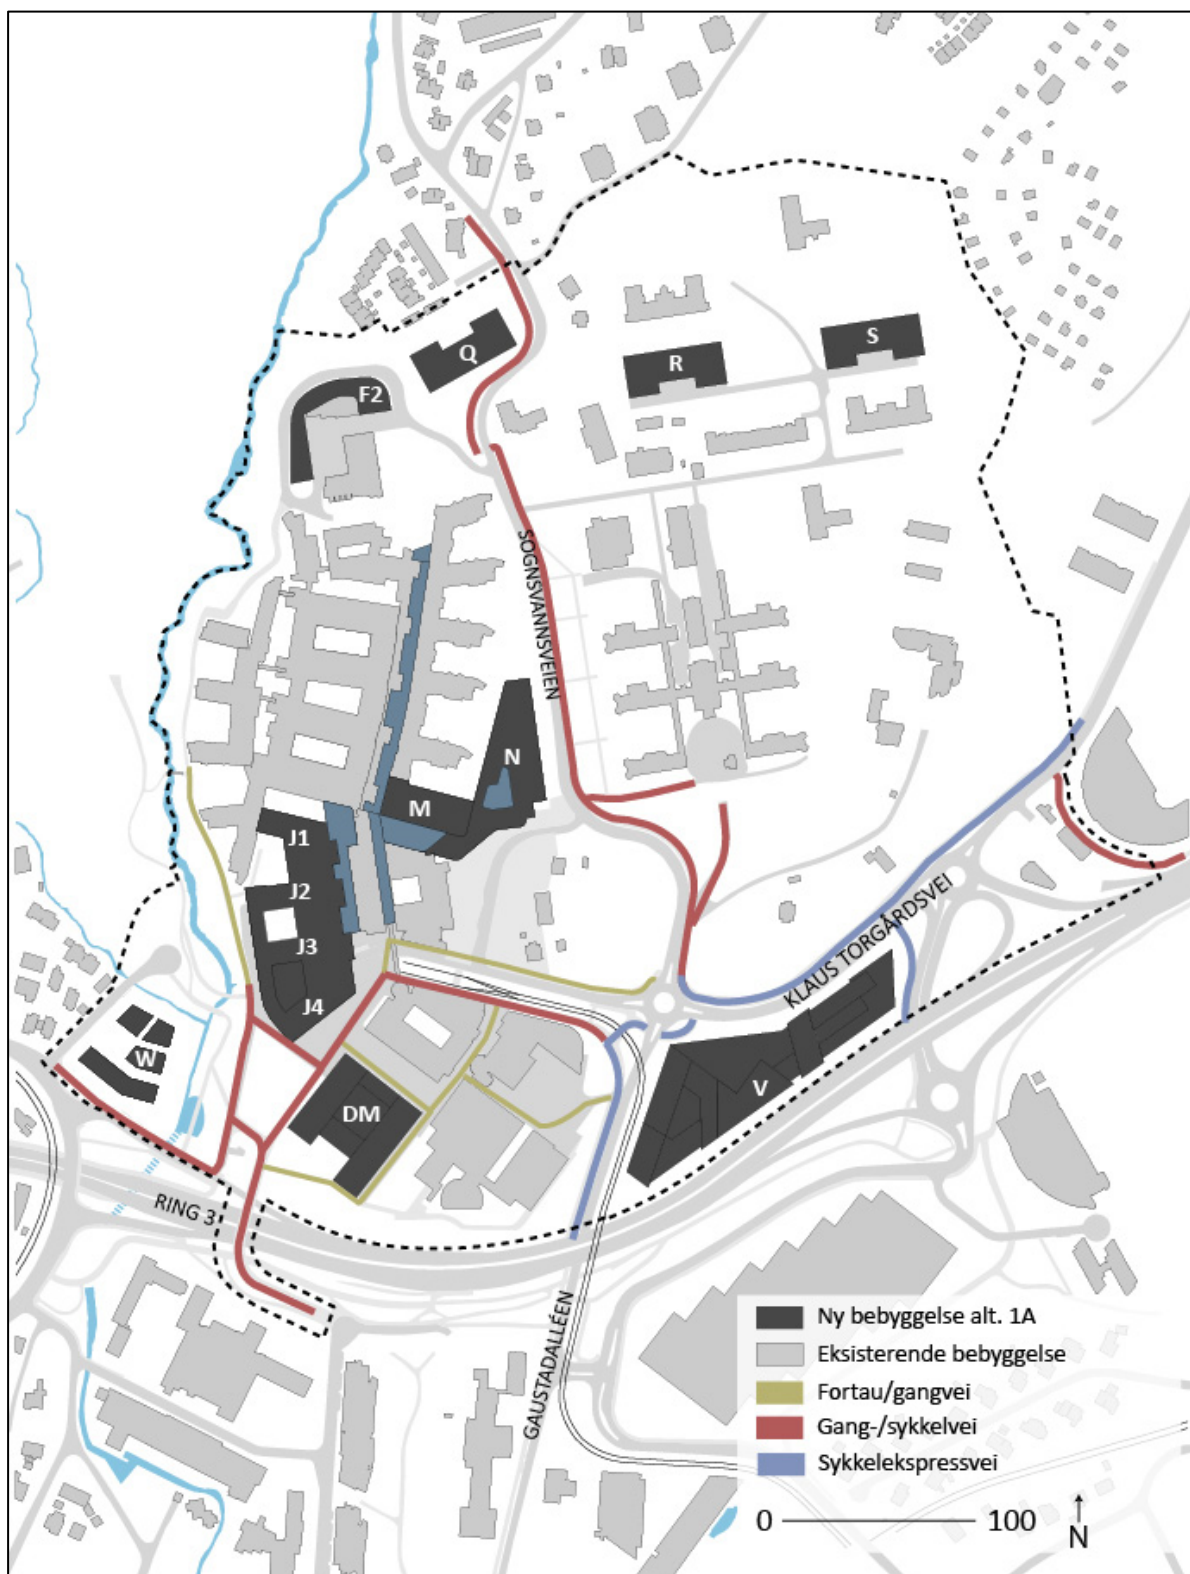 Q
F2
R
S
SOGNSVANNSVEIEN
N
M
J1
J2
J3
J4
KLAUS TORGÅRDSVEI
W
V
DM
RING 3
GAUSTADALLÉEN
Ny bebyggelse alt. 1A
Eksisterende bebyggelse
Fortau/gangvei
Gang-/sykkelvei
Sykkelekspressvei
0 100
N